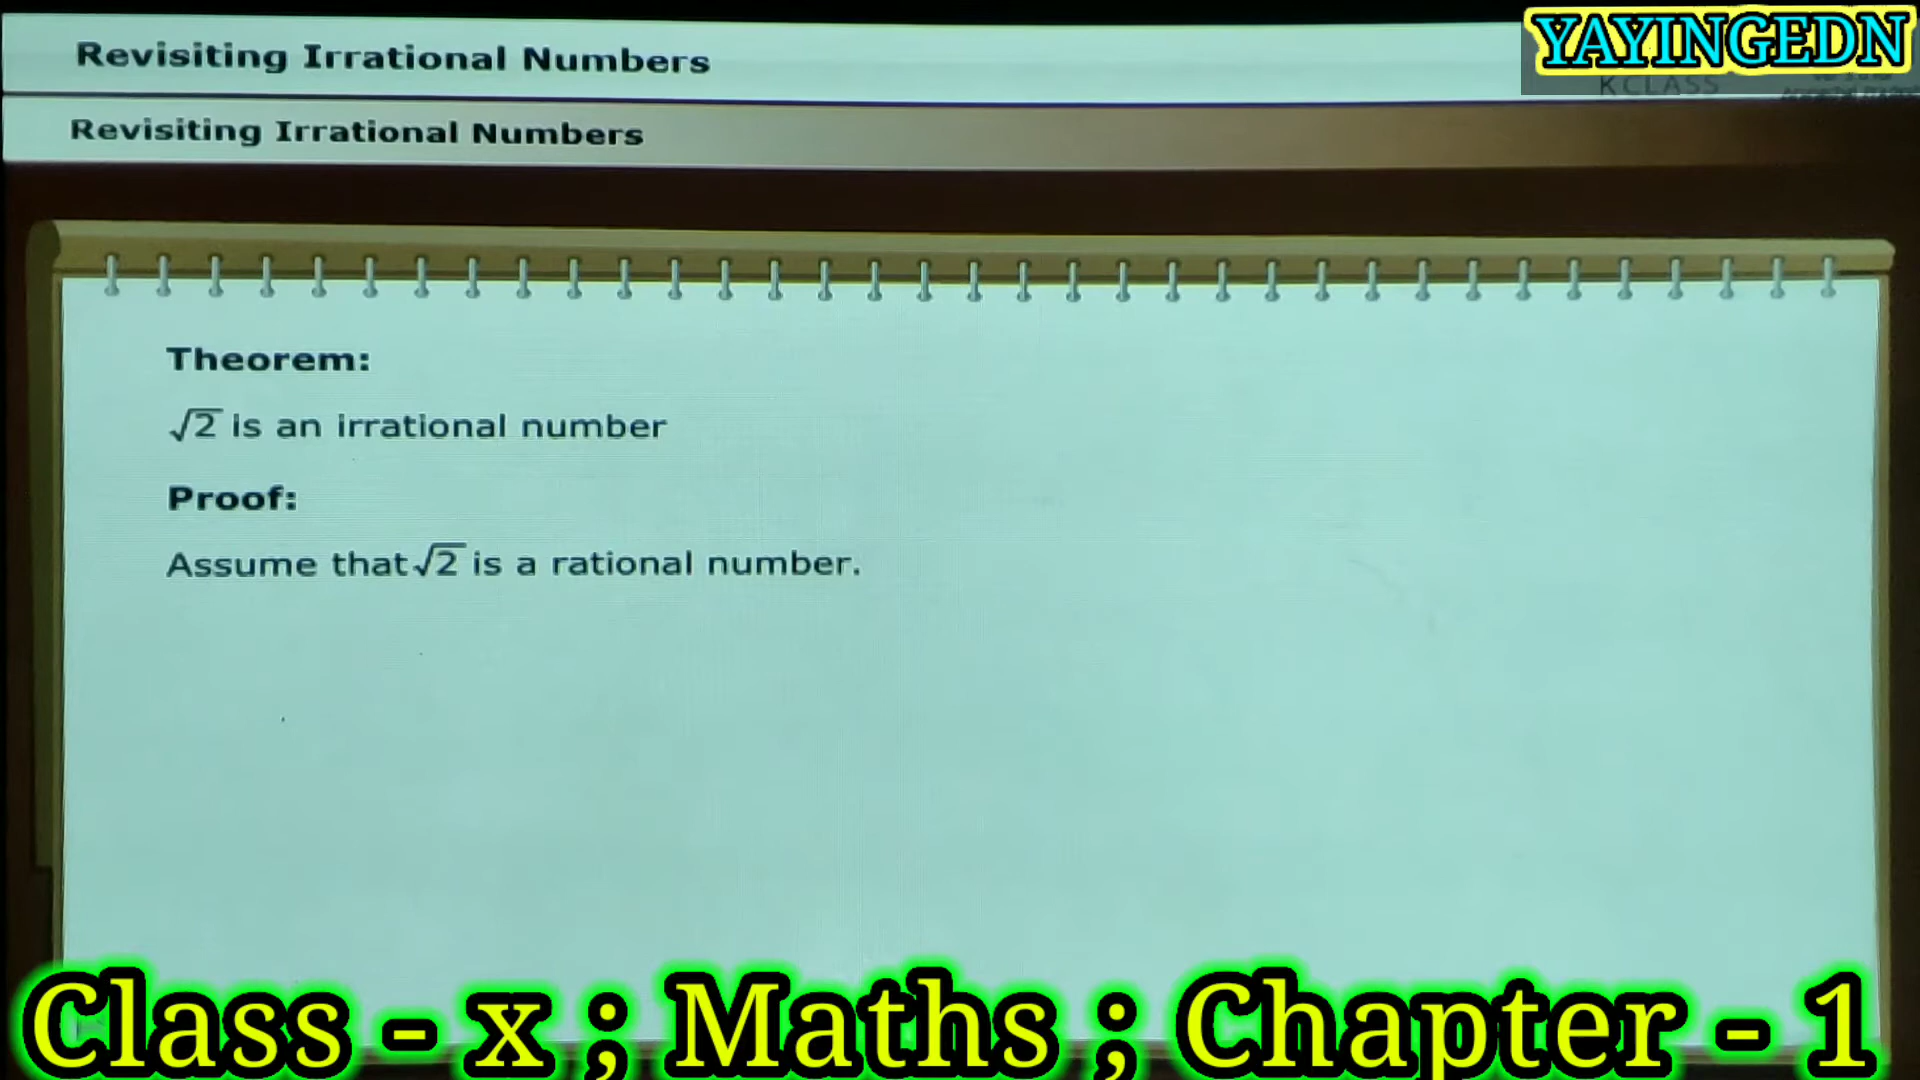 Revisiting Irrational Numbers
YAYINGEDN
K CLASS
Revisiting Irrational Numbers
Theorem:
√2 is an irrational number
Proof:
Assume that √2 is a rational number.
Class - x ; Maths ; Chapter - 1